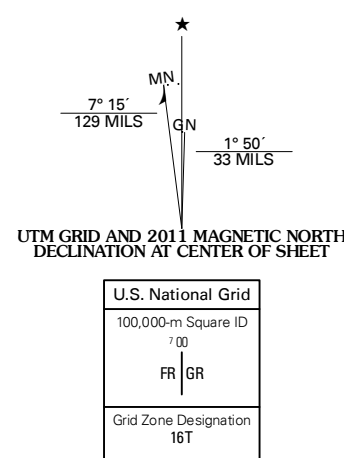 ★
MN
7° 15´
129 MILS
GN
1° 50´
33 MILS
UTM GRID AND 2011 MAGNETIC NORTH
DECLINATION AT CENTER OF SHEET
U.S. National Grid
100,000-m Square ID
7 00
FR GR
Grid Zone Designation
16T